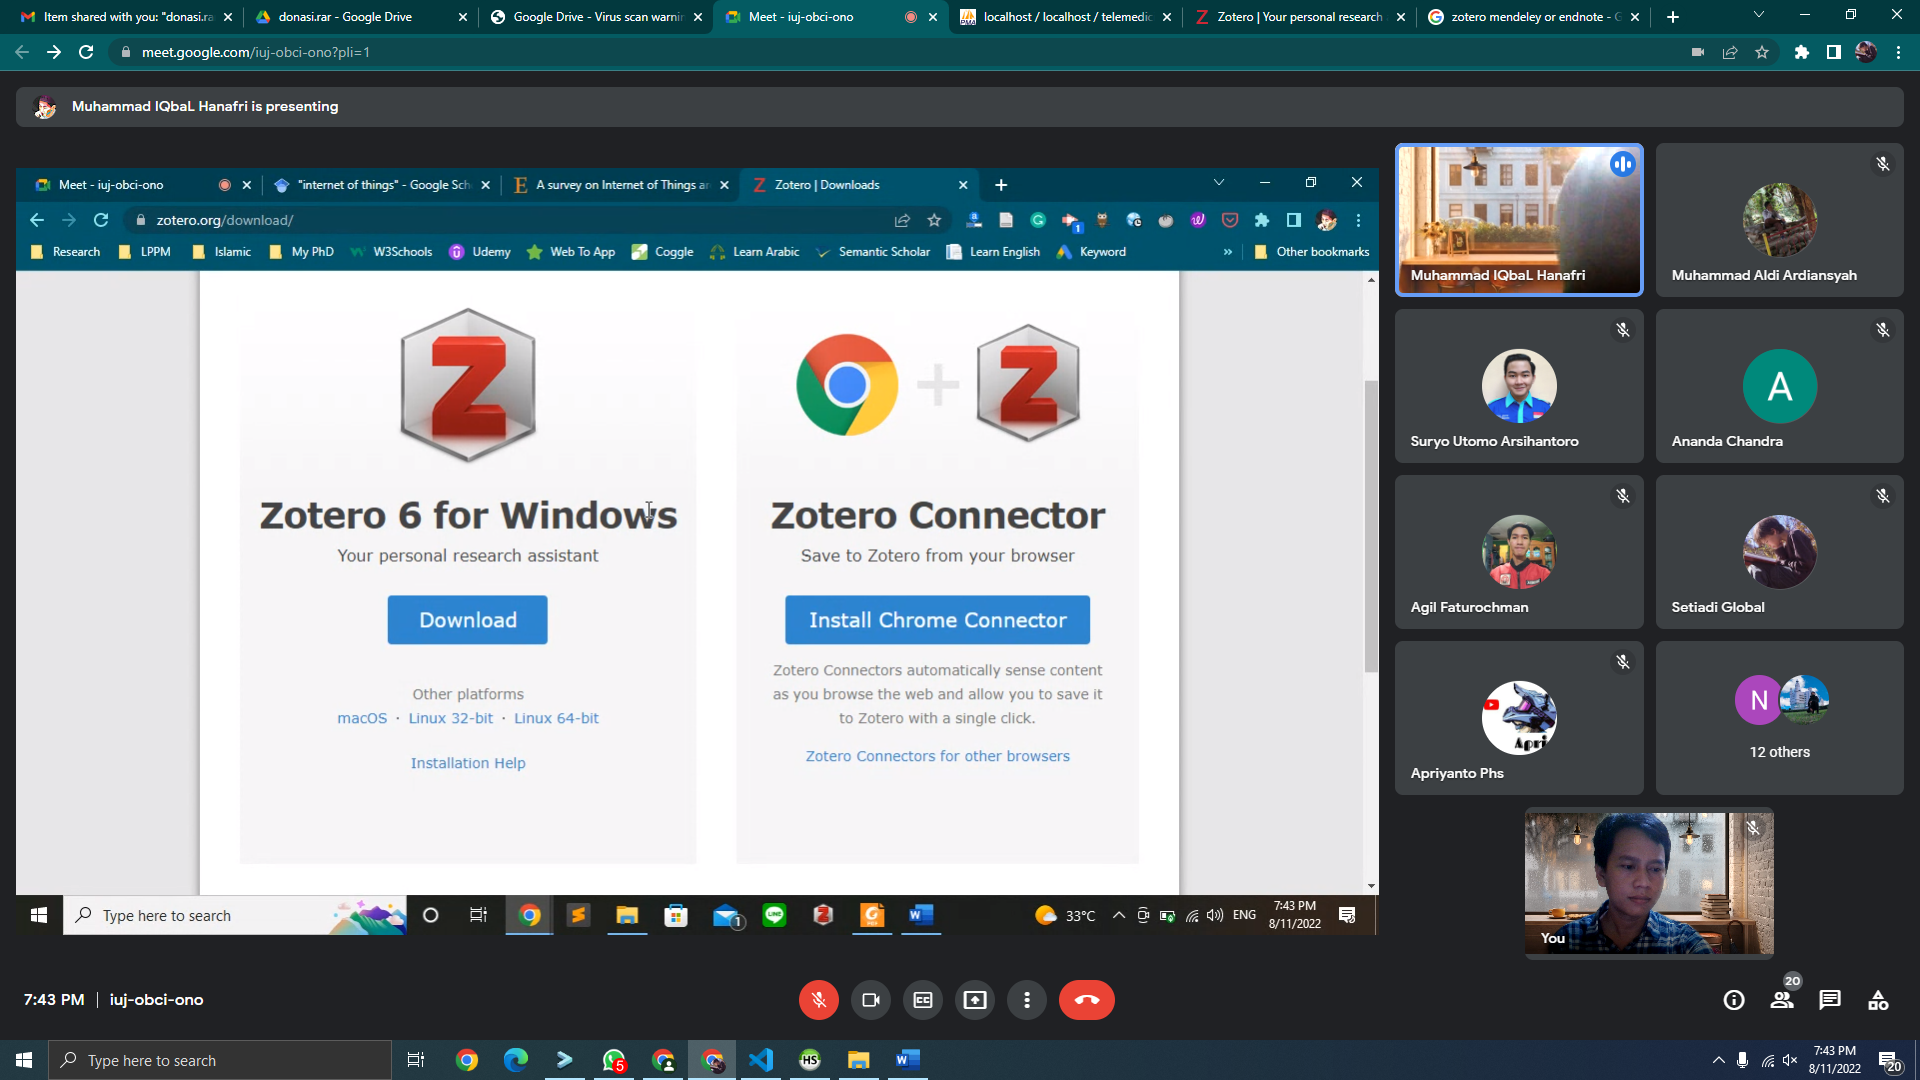 Item shared with you: "donasi.ra
donasi.rar - Google Drive
Google Drive - Virus scan warnin
Meet - iuj-obci-ono
localhost / localhost / telemedic
Zotero | Your personal research
zotero mendeley or endnote - G
meet.google.com/iuj-obci-ono?pli=1
Muhammad IQbaL Hanafri is presenting
Meet - iuj-obci-ono
"internet of things" - Google Sch
A survey on Internet of Things an
Zotero | Downloads
zotero.org/download/
Research
LPPM
Islamic
My PhD
W3Schools
Udemy
Web To App
Coggle
Learn Arabic
Semantic Scholar
Learn English
Keyword
»
Other bookmarks
Zotero 6 for Windows
Your personal research assistant
Download
Other platforms
macOS · Linux 32-bit · Linux 64-bit
Installation Help
Zotero Connector
Save to Zotero from your browser
Install Chrome Connector
Zotero Connectors automatically sense content
as you browse the web and allow you to save it
to Zotero with a single click.
Zotero Connectors for other browsers
Type here to search
33°C
ENG
7:43 PM
8/11/2022
Muhammad IQbaL Hanafri
Muhammad Aldi Ardiansyah
Suryo Utomo Arsihantoro
A
Ananda Chandra
Agil Faturochman
Setiadi Global
Apri
Apriyanto Phs
N
12 others
You
7:43 PM | iuj-obci-ono
20
Type here to search
5
HS
7:43 PM
8/11/2022
20